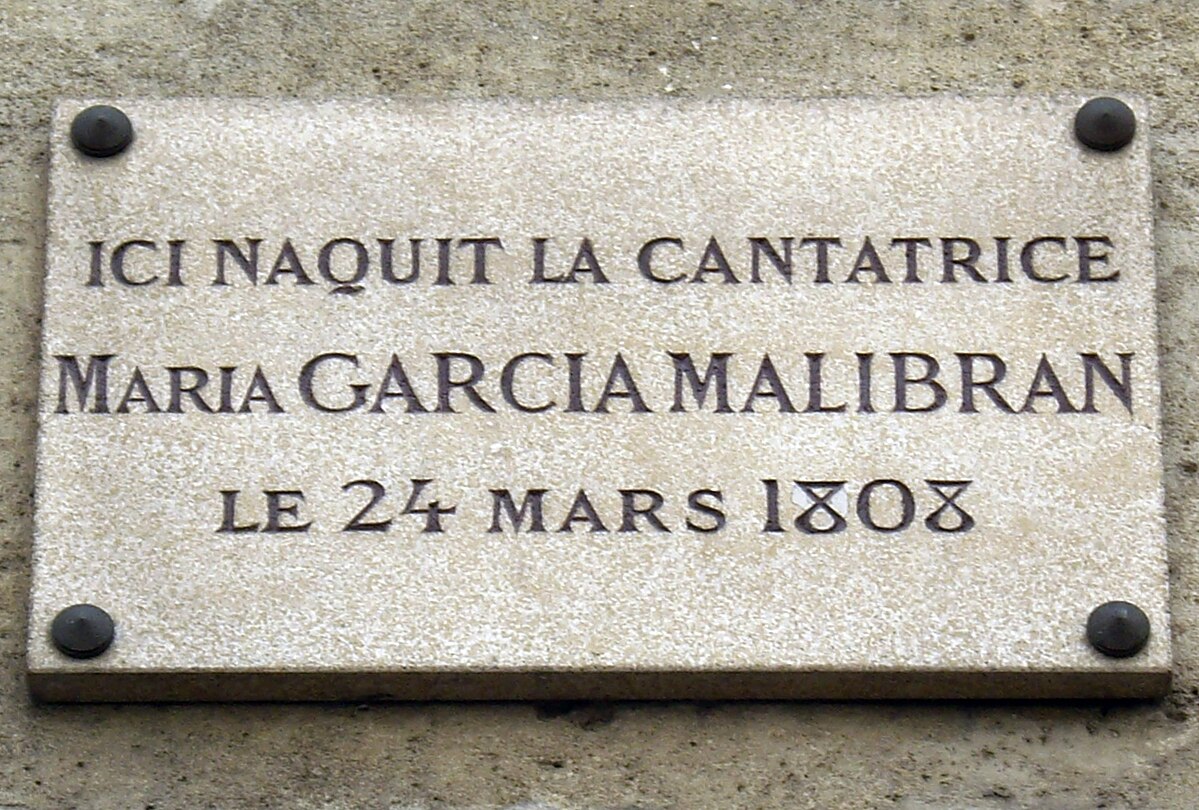 ICI NAQUIT LA CANTATRICE
MARIA GARCIA MALIBRAN
LE 24 MARS 1808